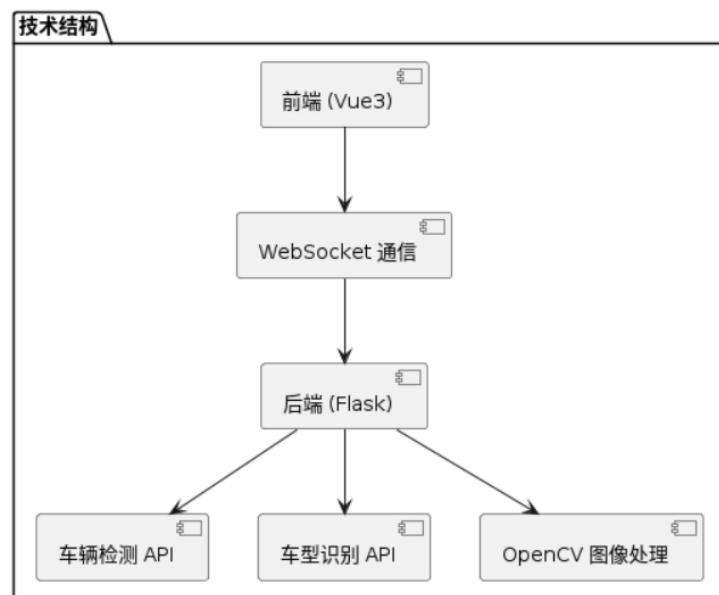 技术结构
前端 (Vue3)
WebSocket 通信
后端 (Flask)
车辆检测 API
车型识别 API
OpenCV 图像处理